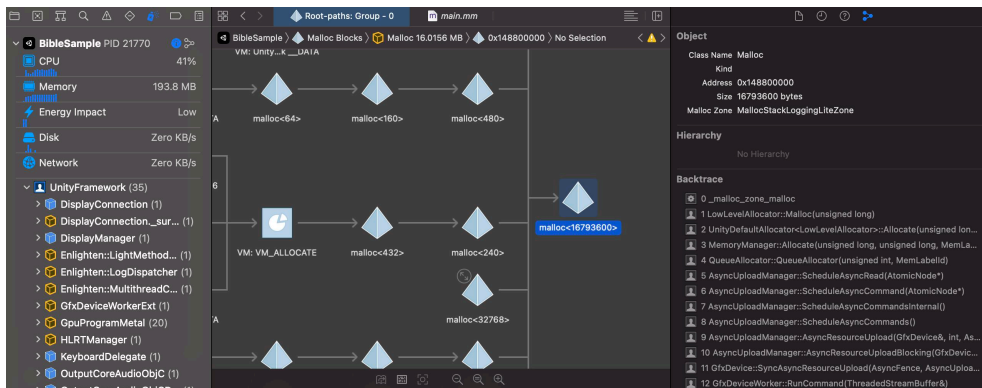 Root-paths: Group - 0
main.mm
BibleSample PID 21770
CPU 41%
Memory 193.8 MB
Energy Impact Low
Disk Zero KB/s
Network Zero KB/s
UnityFramework (35)
DisplayConnection (1)
DisplayConnection._sur... (1)
DisplayManager (1)
Enlighten::LightMethod... (1)
Enlighten::LogDispatcher (1)
Enlighten::MultithreadC... (1)
GfxDeviceWorkerExt (1)
GpuProgramMetal (20)
HLRTManager (1)
KeyboardDelegate (1)
OutputCoreAudioObjC (1)
BibleSample 〉 Malloc Blocks 〉 Malloc 16.0156 MB 〉 0x148800000 〉 No Selection
VM: Unity...k __DATA
malloc<64>
malloc<160>
malloc<480>
malloc<16793600>
VM: VM_ALLOCATE
malloc<432>
malloc<240>
malloc<32768>
Object
Class Name Malloc
Kind
Address 0x148800000
Size 16793600 bytes
Malloc Zone MallocStackLoggingLiteZone
Hierarchy
No Hierarchy
Backtrace
0 _malloc_zone_malloc
1 LowLevelAllocator::Malloc(unsigned long)
2 UnityDefaultAllocator<LowLevelAllocator>::Allocate(unsigned lon...
3 MemoryManager::Allocate(unsigned long, unsigned long, MemLa...
4 QueueAllocator::QueueAllocator(unsigned int, MemLabelId)
5 AsyncUploadManager::ScheduleAsyncRead(AtomicNode*)
6 AsyncUploadManager::ScheduleAsyncCommand(AtomicNode*)
7 AsyncUploadManager::ScheduleAsyncCommandsInternal()
8 AsyncUploadManager::ScheduleAsyncCommands()
9 AsyncUploadManager::AsyncResourceUpload(GfxDevice&, int, As...
10 AsyncUploadManager::AsyncResourceUploadBlocking(GfxDevic...
11 GfxDevice::SyncAsyncResourceUpload(AsyncFence, AsyncUploa...
12 GfxDeviceWorker::RunCommand(ThreadedStreamBuffer&)